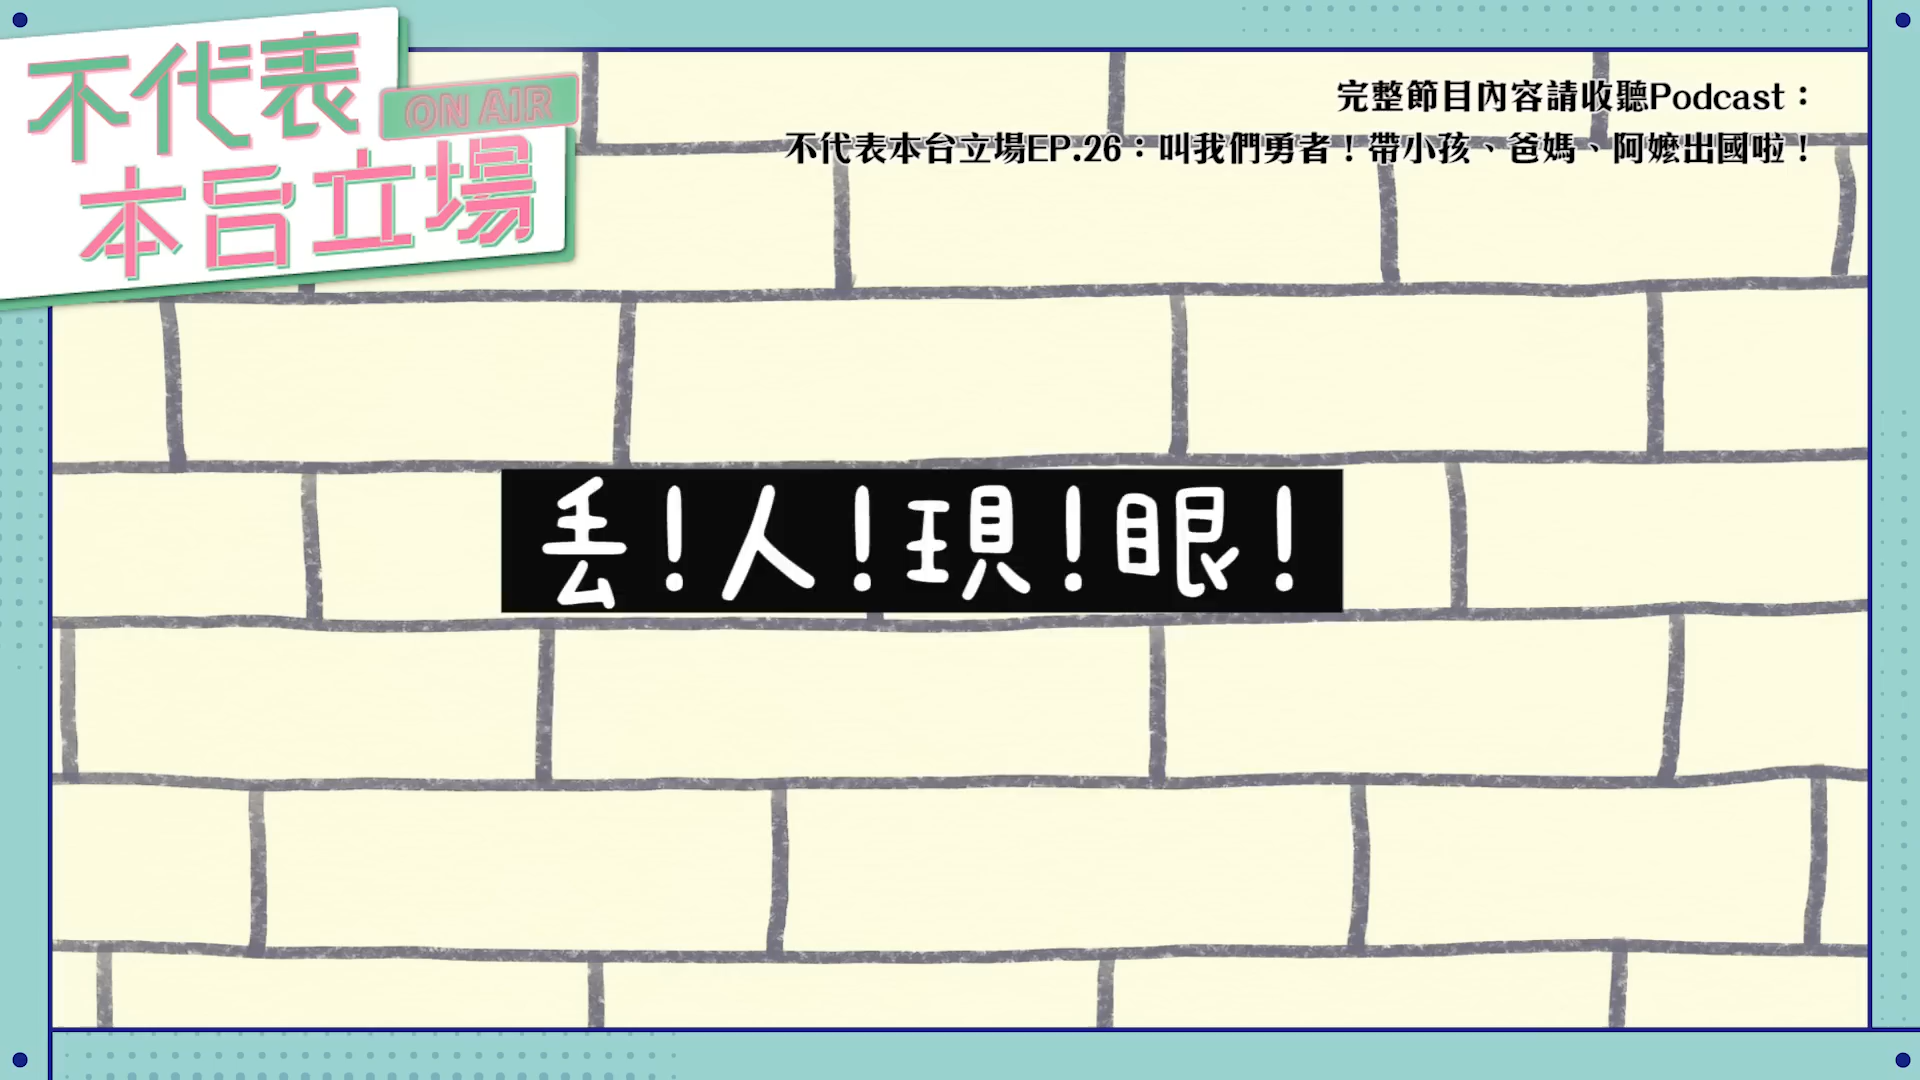 不代表
ON AIR
本台立場
完整節目內容請收聽Podcast：
不代表本台立場EP.26：叫我們勇者！帶小孩、爸媽、阿嬤出國啦！
丟！人！現！眼！